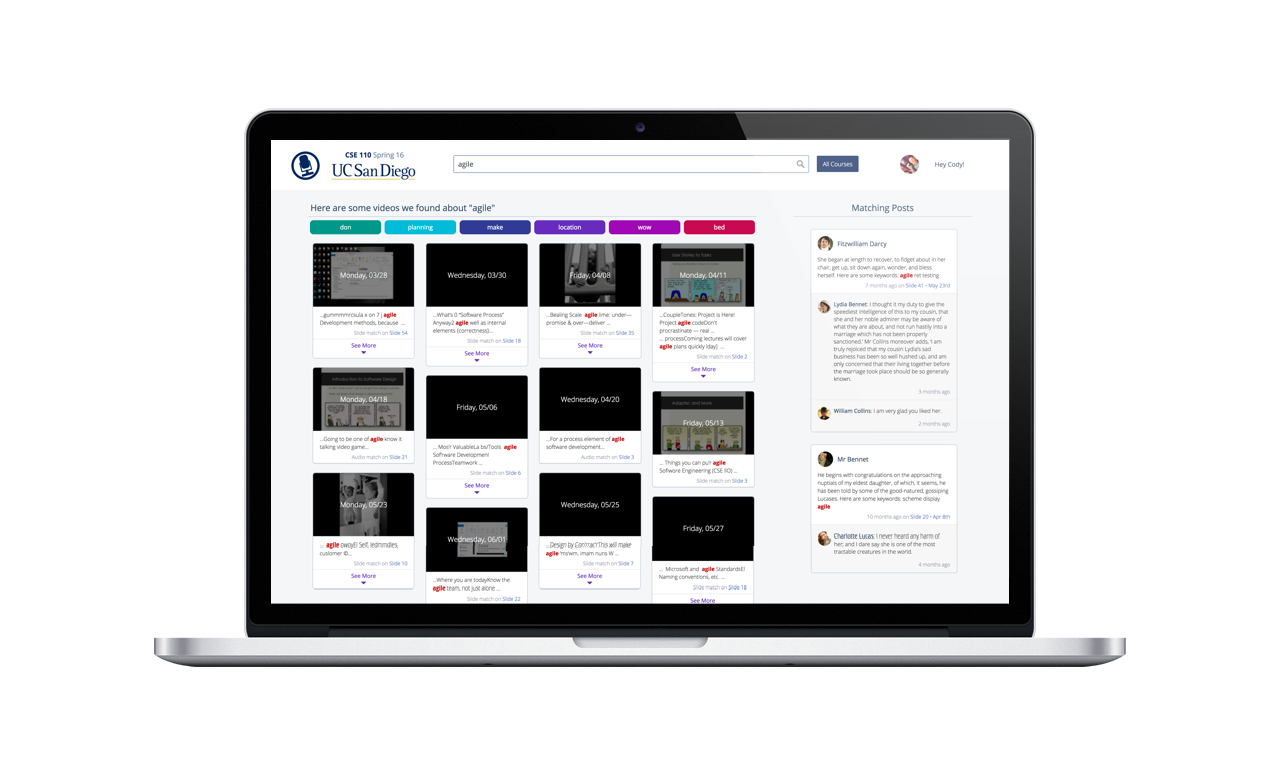 CSE 110 Spring 16
UC San Diego
agile
All Courses
Hey Cody!
Here are some videos we found about "agile"
don
planning
make
location
wow
bed
Monday, 03/28
...gummmmrcsula x on 7 J agile
Development methods, because ...
Slide match on Slide 54
See More
Monday, 04/18
Introduction to Software Design
...Going to be one of agile know it
talking video game...
Audio match on Slide 21
Monday, 05/23
... agile owayEl Self, ledmmdles,
customer ©...
Slide match on Slide 10
See More
Wednesday, 03/30
...What's 0 "Software Process"
Anyway2 agile well as internal
elements (correctness)...
Slide match on Slide 18
See More
Friday, 05/06
... Mos)' ValuableLa bs/Tools agile
Software Development
ProcessTeamwork ...
Slide match on Slide 6
See More
Wednesday, 06/01
...Where you are todayKnow the
agile team, not just alone ...
Slide match on Slide 22
Friday, 04/08
...Bealing Scale agile lime: under—
promise & over—deliver ...
Slide match on Slide 35
See More
Wednesday, 04/20
...For a process element of agile
software development...
Audio match on Slide 3
Wednesday, 05/25
...Design by ContractThis will make
agile 'ms'wm. imam nuns W ...
Slide match on Slide 7
See More
User Stories to Tasks
Monday, 04/11
...CoupleTones: Project is Here!
Project agile codeDon't
procrastinate — real ...
... processComing lectures will cover
agile plans quickly lday] ...
Slide match on Slide 2
See More
Friday, 05/13
... Things you can pu): agile
Sofware Engineering (CSE llO) ...
Slide match on Slide 3
Friday, 05/27
... Microsoft and agile StandardsEl
Naming conventions, etc. ...
Slide match on Slide 18
See More
Matching Posts
Fitzwilliam Darcy
She began at length to recover, to fidget about in her
chair, get up, sit down again, wonder, and bless
herself. Here are some keywords: agile ret testing
7 months ago on Slide 41 • May 23rd
Lydia Bennet: I thought it my duty to give the
speediest intelligence of this to my cousin, that
she and her noble admirer may be aware of
what they are about, and not run hastily into a
marriage which has not been properly
sanctioned.' Mr Collins moreover adds, 'I am
truly rejoiced that my cousin Lydia's sad
business has been so well hushed up, and am
only concerned that their living together before
the marriage took place should be so generally
known.
3 months ago
William Collins: I am very glad you liked her.
2 months ago
Mr Bennet
He begins with congratulations on the approaching
nuptials of my eldest daughter, of which, it seems, he
has been told by some of the good-natured, gossiping
Lucases. Here are some keywords: scheme display
agile
10 months ago on Slide 20 • Apr 8th
Charlotte Lucas: I never heard any harm of
her; and I dare say she is one of the most
tractable creatures in the world.
4 months ago